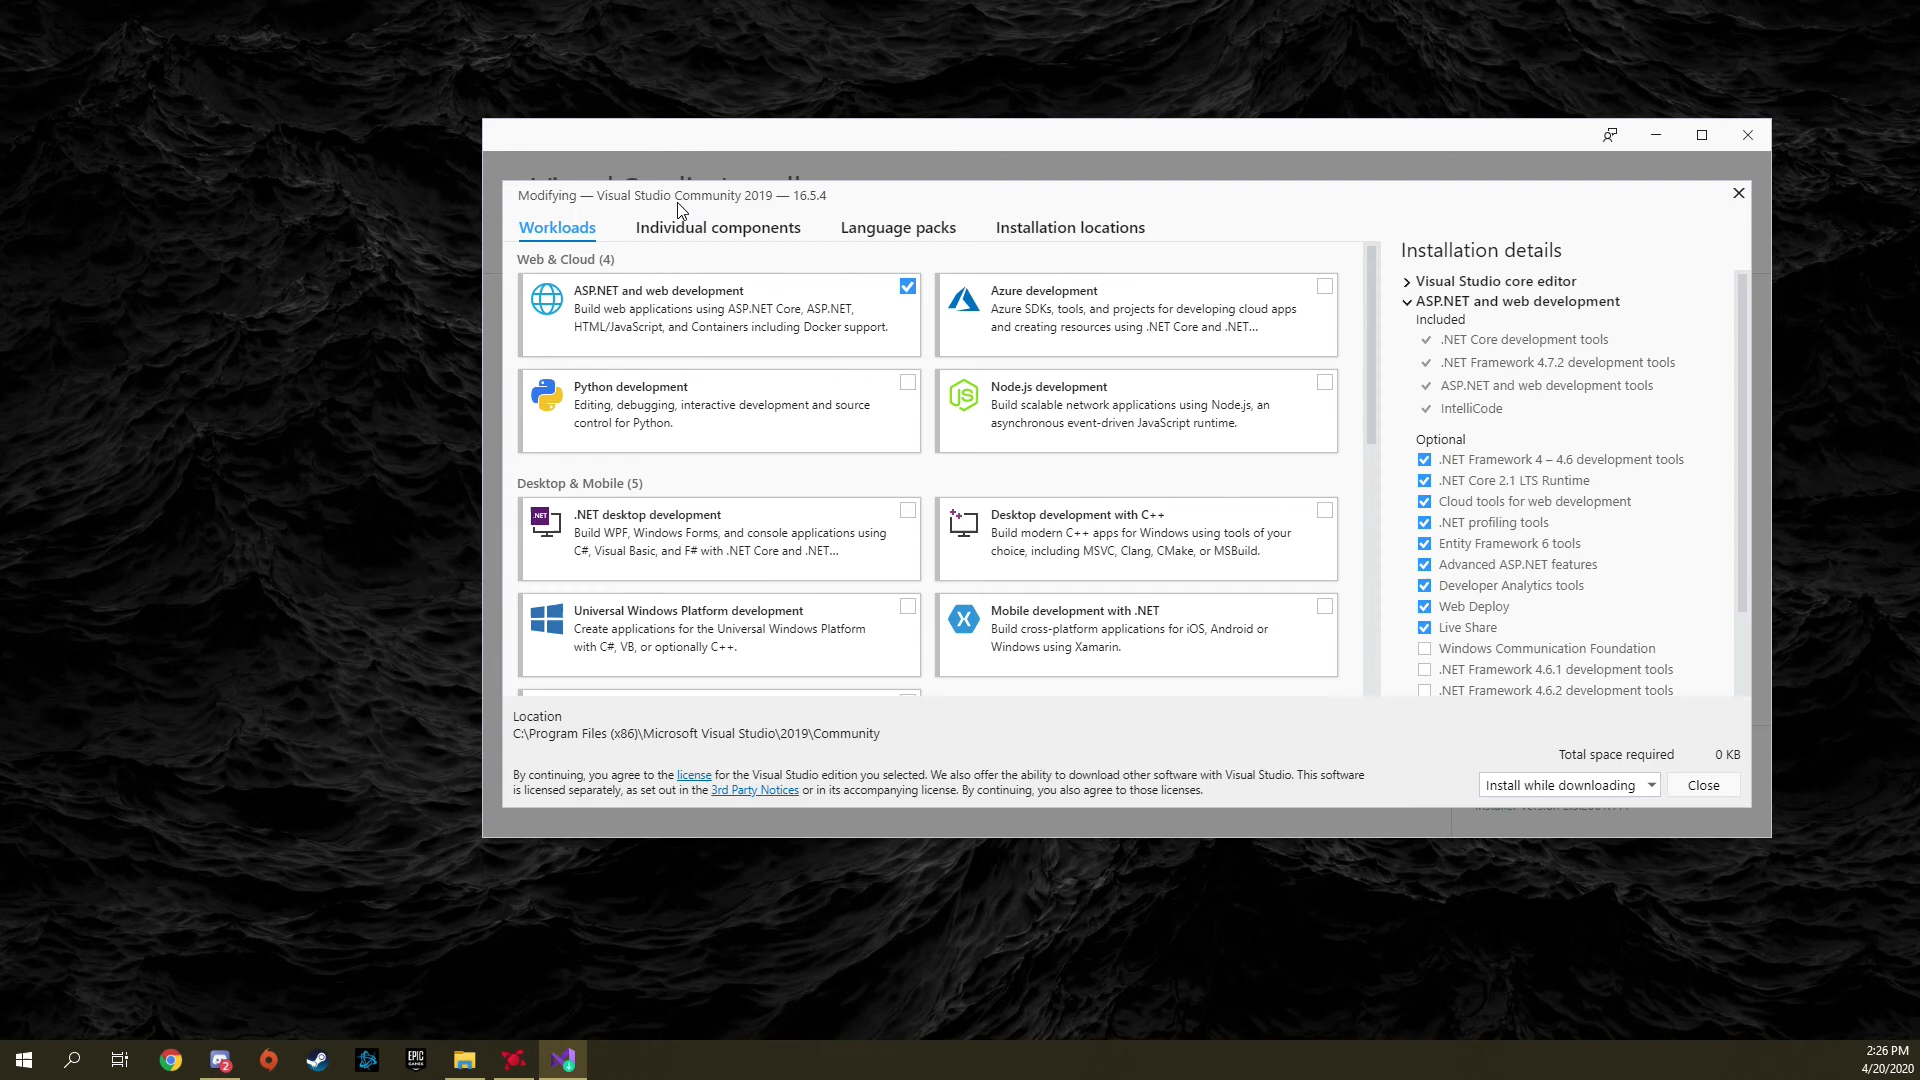 Modifying — Visual Studio Community 2019 — 16.5.4
Workloads
Individual components
Language packs
Installation locations
Web & Cloud (4)
ASP.NET and web development
Build web applications using ASP.NET Core, ASP.NET,
HTML/JavaScript, and Containers including Docker support.
Azure development
Azure SDKs, tools, and projects for developing cloud apps
and creating resources using .NET Core and .NET...
Python development
Editing, debugging, interactive development and source
control for Python.
Node.js development
Build scalable network applications using Node.js, an
asynchronous event-driven JavaScript runtime.
Desktop & Mobile (5)
.NET desktop development
Build WPF, Windows Forms, and console applications using
C#, Visual Basic, and F# with .NET Core and .NET...
Desktop development with C++
Build modern C++ apps for Windows using tools of your
choice, including MSVC, Clang, CMake, or MSBuild.
Universal Windows Platform development
Create applications for the Universal Windows Platform
with C#, VB, or optionally C++.
Mobile development with .NET
Build cross-platform applications for iOS, Android or
Windows using Xamarin.
Installation details
Visual Studio core editor
ASP.NET and web development
Included
.NET Core development tools
.NET Framework 4.7.2 development tools
ASP.NET and web development tools
IntelliCode
Optional
.NET Framework 4 – 4.6 development tools
.NET Core 2.1 LTS Runtime
Cloud tools for web development
.NET profiling tools
Entity Framework 6 tools
Advanced ASP.NET features
Developer Analytics tools
Web Deploy
Live Share
Windows Communication Foundation
.NET Framework 4.6.1 development tools
.NET Framework 4.6.2 development tools
Location
C:\Program Files (x86)\Microsoft Visual Studio\2019\Community
Total space required 0 KB
By continuing, you agree to the license for the Visual Studio edition you selected. We also offer the ability to download other software with Visual Studio. This software
is licensed separately, as set out in the 3rd Party Notices or in its accompanying license. By continuing, you also agree to those licenses.
Install while downloading
Close
.NET
JS
EPIC
GAMES
2
2:26 PM
4/20/2020